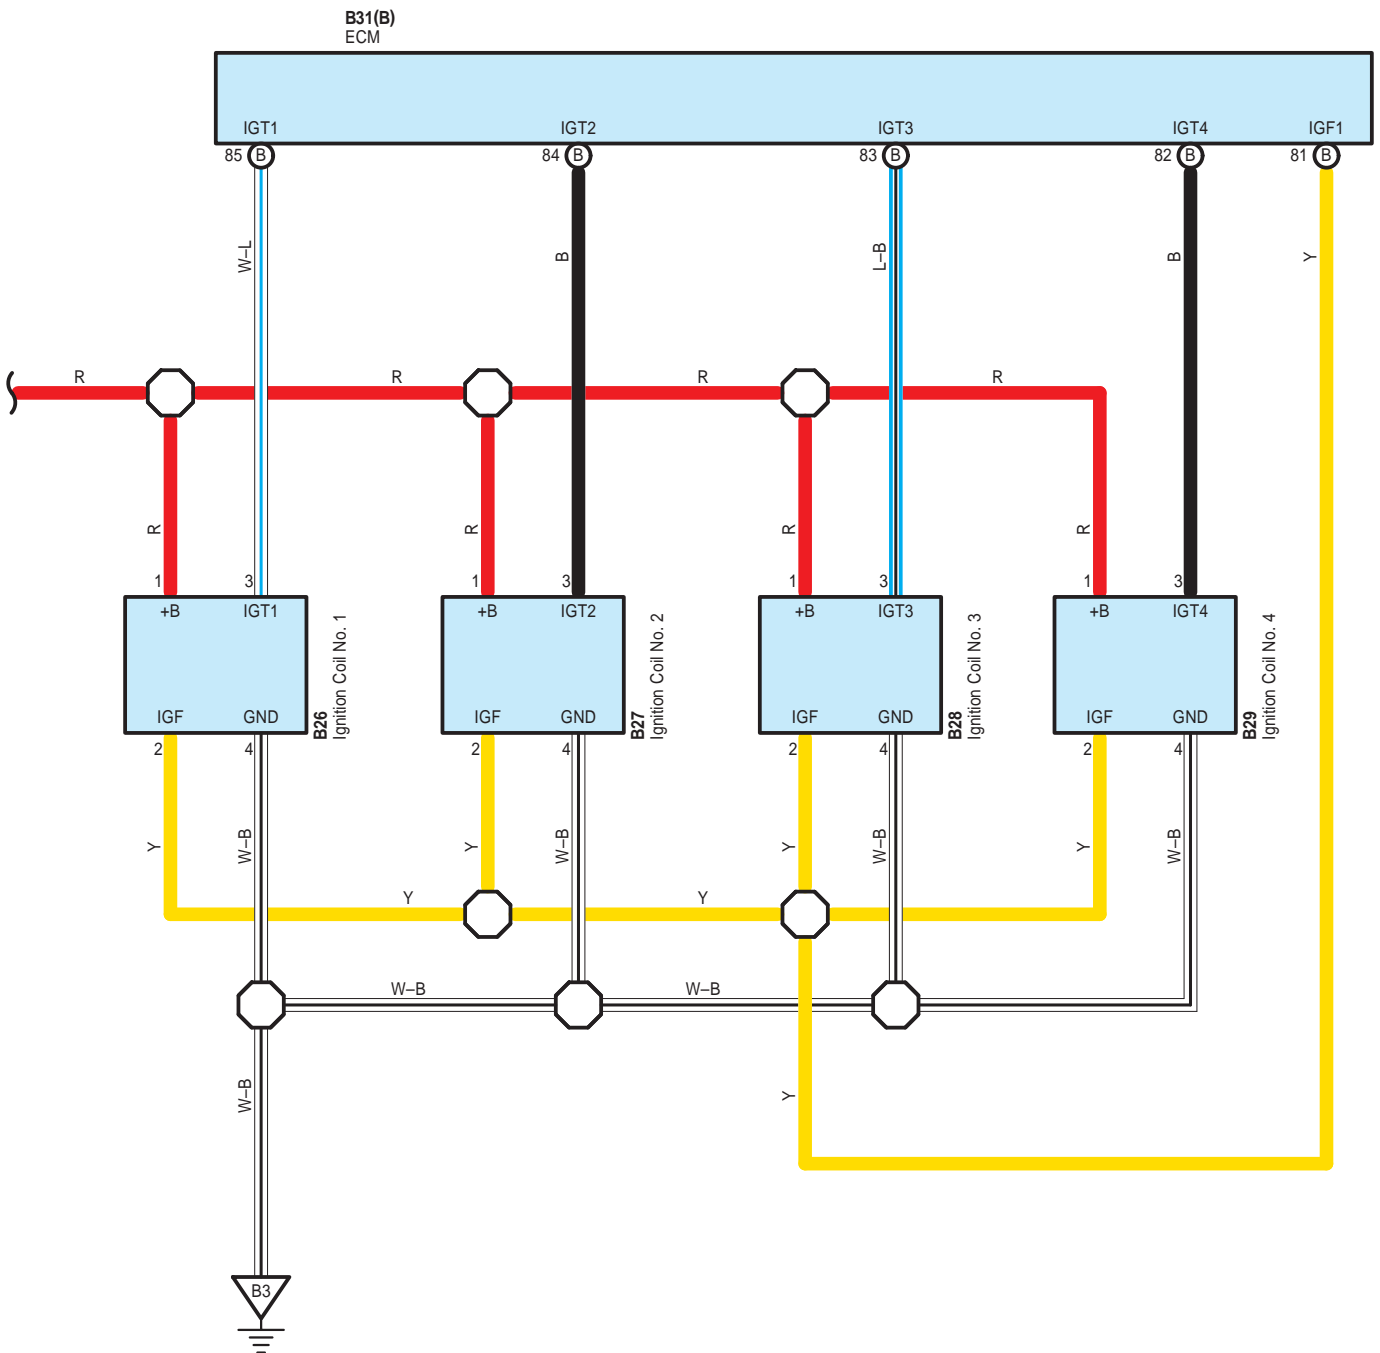 B31(B)
ECM
IGT1 IGT2 IGT3 IGT4 IGF1
85 B 84 B 83 B 82 B 81 B
W–L B L–B B Y
R R R R
R R R R
1 3 1 3 1 3 1 3
+B IGT1 +B IGT2 +B IGT3 +B IGT4
B26
Ignition Coil No. 1
B27
Ignition Coil No. 2
B28
Ignition Coil No. 3
B29
Ignition Coil No. 4
IGF GND IGF GND IGF GND IGF GND
2 4 2 4 2 4 2 4
Y W–B Y W–B Y W–B Y W–B
Y Y
W–B W–B
W–B Y
B3